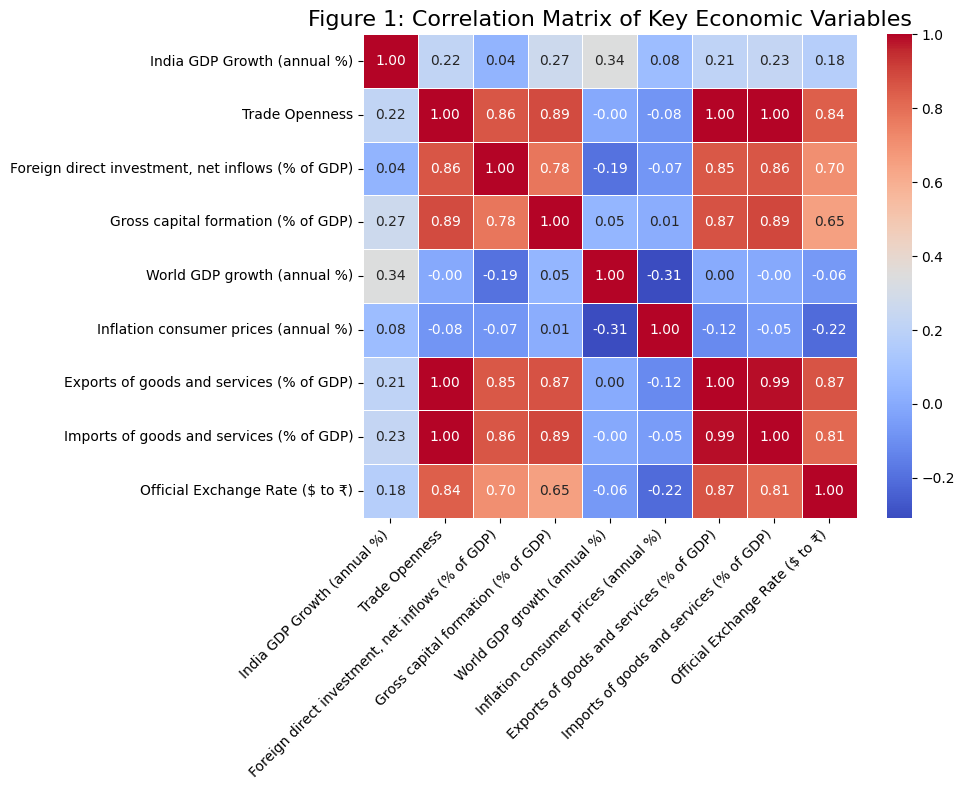 Figure 1: Correlation Matrix of Key Economic Variables
India GDP Growth (annual %) 1.00 0.22 0.04 0.27 0.34 0.08 0.21 0.23 0.18
Trade Openness 0.22 1.00 0.86 0.89 -0.00 -0.08 1.00 1.00 0.84
Foreign direct investment, net inflows (% of GDP) 0.04 0.86 1.00 0.78 -0.19 -0.07 0.85 0.86 0.70
Gross capital formation (% of GDP) 0.27 0.89 0.78 1.00 0.05 0.01 0.87 0.89 0.65
World GDP growth (annual %) 0.34 -0.00 -0.19 0.05 1.00 -0.31 0.00 -0.00 -0.06
Inflation consumer prices (annual %) 0.08 -0.08 -0.07 0.01 -0.31 1.00 -0.12 -0.05 -0.22
Exports of goods and services (% of GDP) 0.21 1.00 0.85 0.87 0.00 -0.12 1.00 0.99 0.87
Imports of goods and services (% of GDP) 0.23 1.00 0.86 0.89 -0.00 -0.05 0.99 1.00 0.81
Official Exchange Rate ($ to ₹) 0.18 0.84 0.70 0.65 -0.06 -0.22 0.87 0.81 1.00
India GDP Growth (annual %)
Trade Openness
Foreign direct investment, net inflows (% of GDP)
Gross capital formation (% of GDP)
World GDP growth (annual %)
Inflation consumer prices (annual %)
Exports of goods and services (% of GDP)
Imports of goods and services (% of GDP)
Official Exchange Rate ($ to ₹)
1.0
0.8
0.6
0.4
0.2
0.0
−0.2